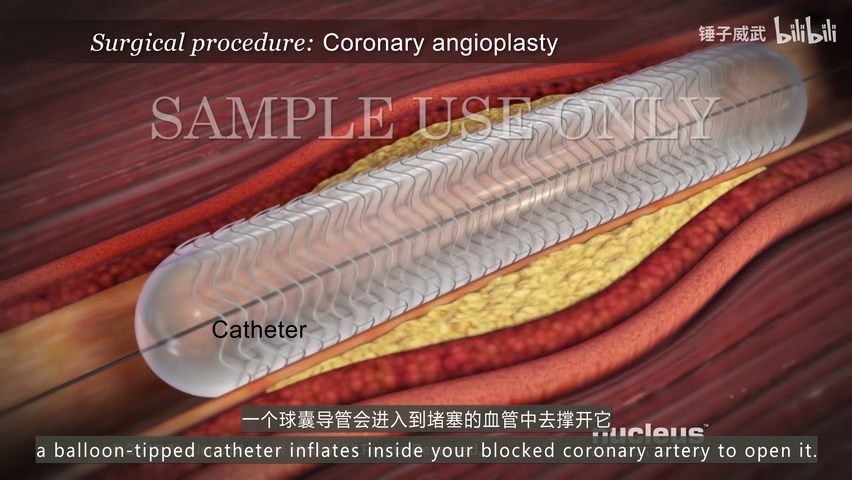 Surgical procedure: Coronary angioplasty
锤子威武 bilibili
SAMPLE USE ONLY
Catheter
一个球囊导管会进入到堵塞的血管中去撑开它
nucleus™
a balloon-tipped catheter inflates inside your blocked coronary artery to open it.